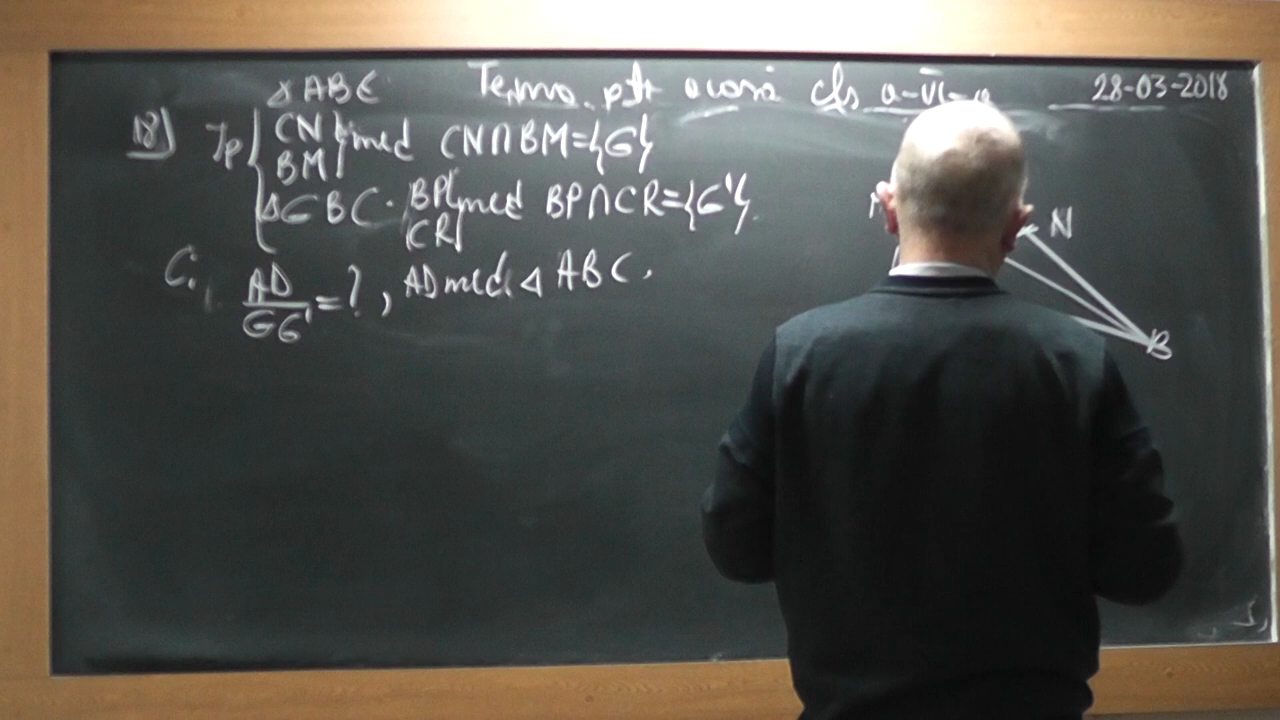 Δ ABC Tema ptr acasă cls a-VI-a 28-03-2018
18) Ip { CN } med CN∩BM={G}
BM
ΔGBC. BP } med BP∩CR={G'}.
CR
C. AD/GG' = ?, AD med Δ ABC.
N
B